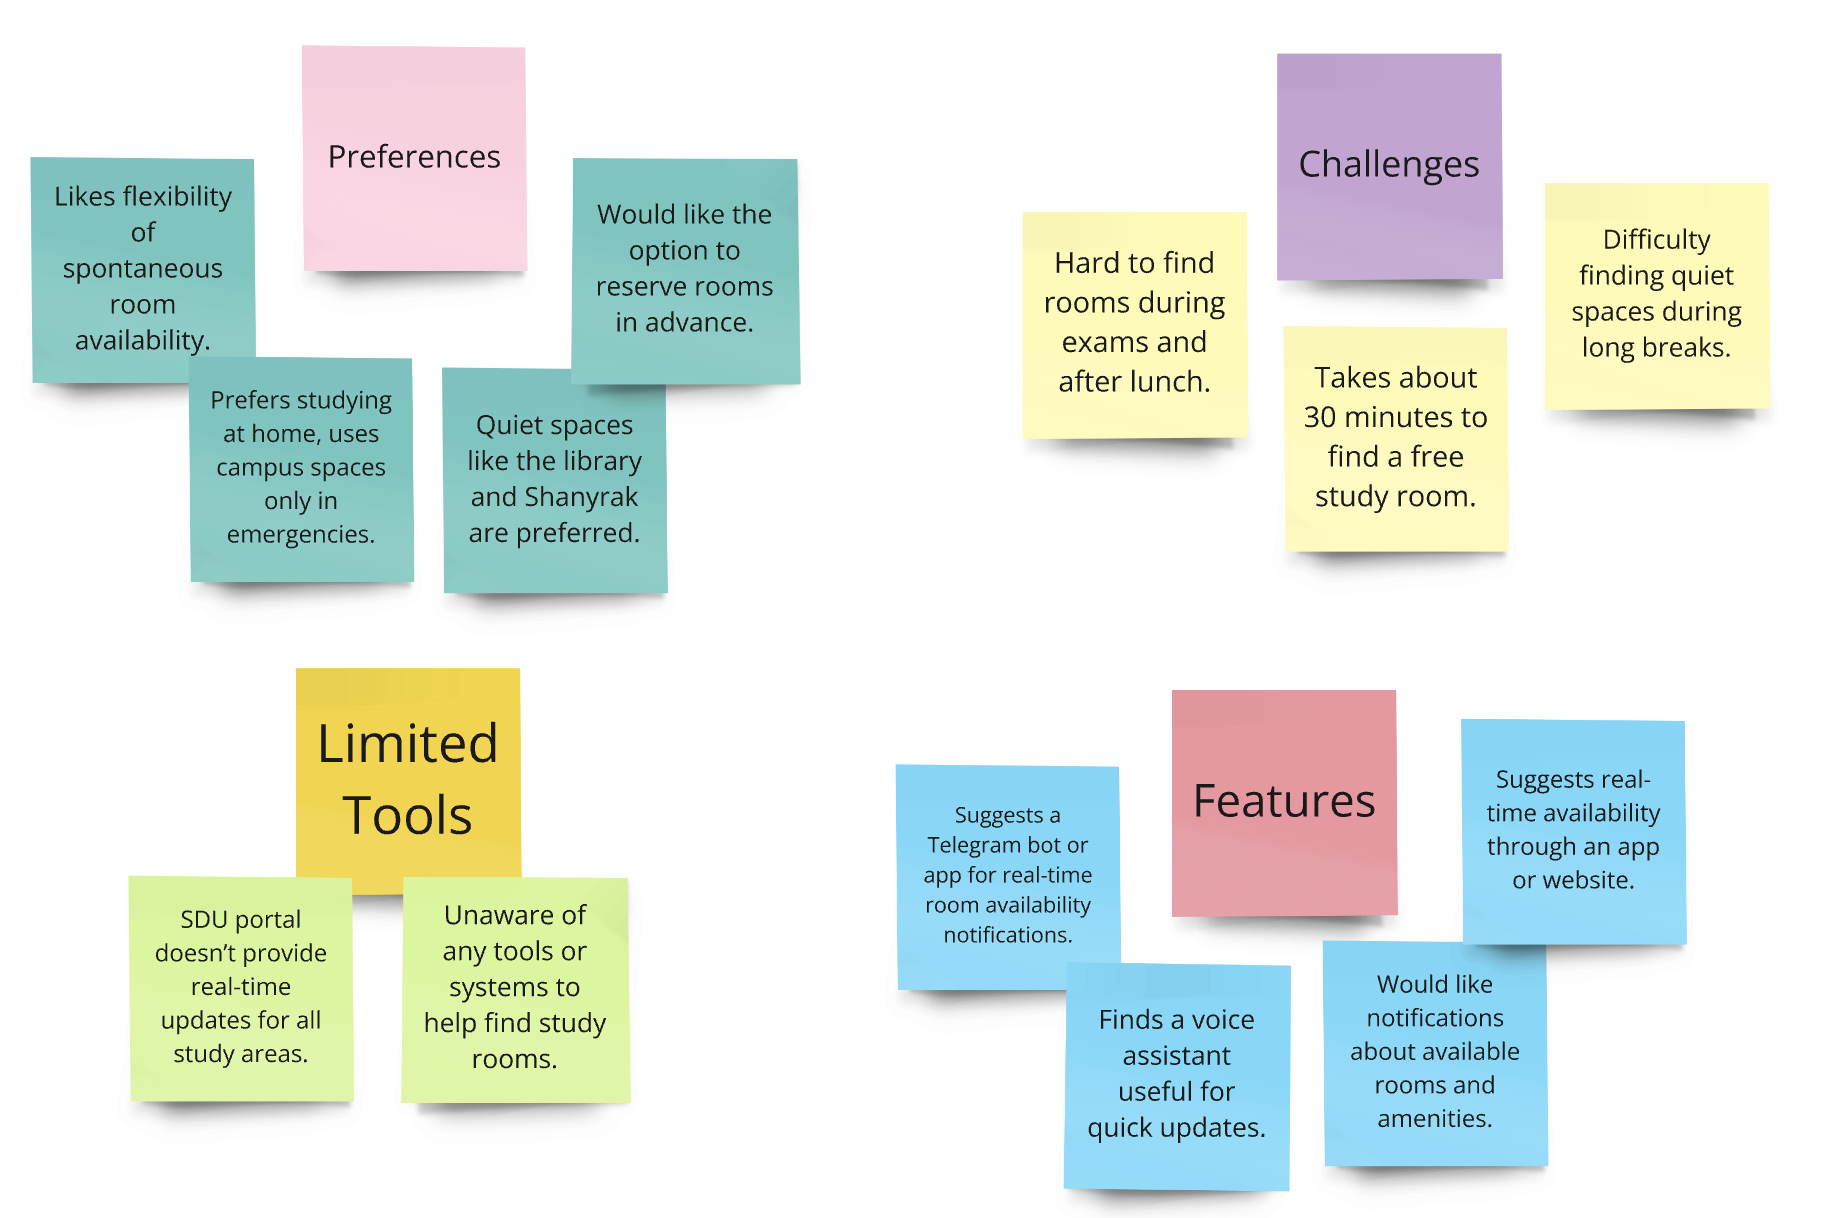 Preferences
Likes flexibility
of
spontaneous
room
availability.
Would like the
option to
reserve rooms
in advance.
Prefers studying
at home, uses
campus spaces
only in
emergencies.
Quiet spaces
like the library
and Shanyrak
are preferred.
Challenges
Hard to find
rooms during
exams and
after lunch.
Takes about
30 minutes to
find a free
study room.
Difficulty
finding quiet
spaces during
long breaks.
Limited
Tools
SDU portal
doesn’t provide
real-time
updates for all
study areas.
Unaware of
any tools or
systems to
help find study
rooms.
Features
Suggests a
Telegram bot or
app for real-time
room availability
notifications.
Suggests real-
time availability
through an app
or website.
Finds a voice
assistant
useful for
quick updates.
Would like
notifications
about available
rooms and
amenities.